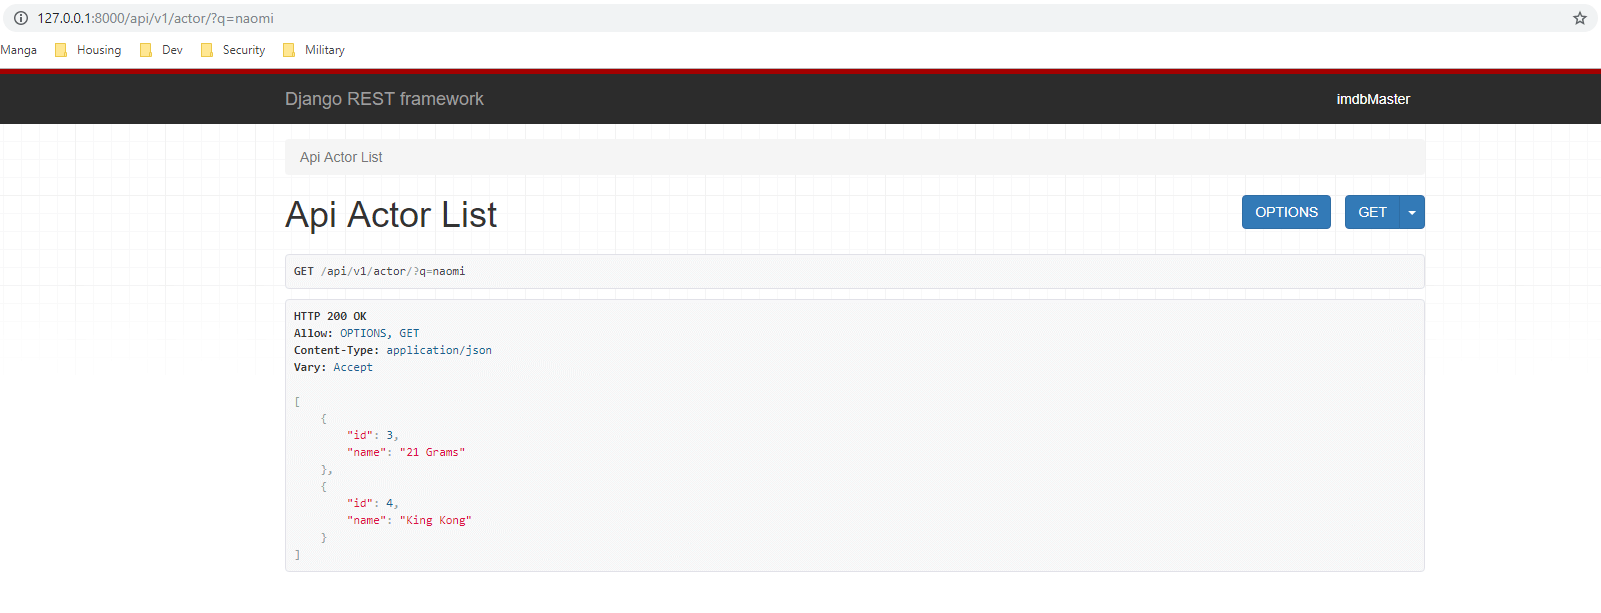 127.0.0.1:8000/api/v1/actor/?q=naomi
Manga Housing Dev Security Military
Django REST framework imdbMaster
Api Actor List
Api Actor List OPTIONS GET
GET /api/v1/actor/?q=naomi
HTTP 200 OK
Allow: OPTIONS, GET
Content-Type: application/json
Vary: Accept
[
{
"id": 3,
"name": "21 Grams"
},
{
"id": 4,
"name": "King Kong"
}
]